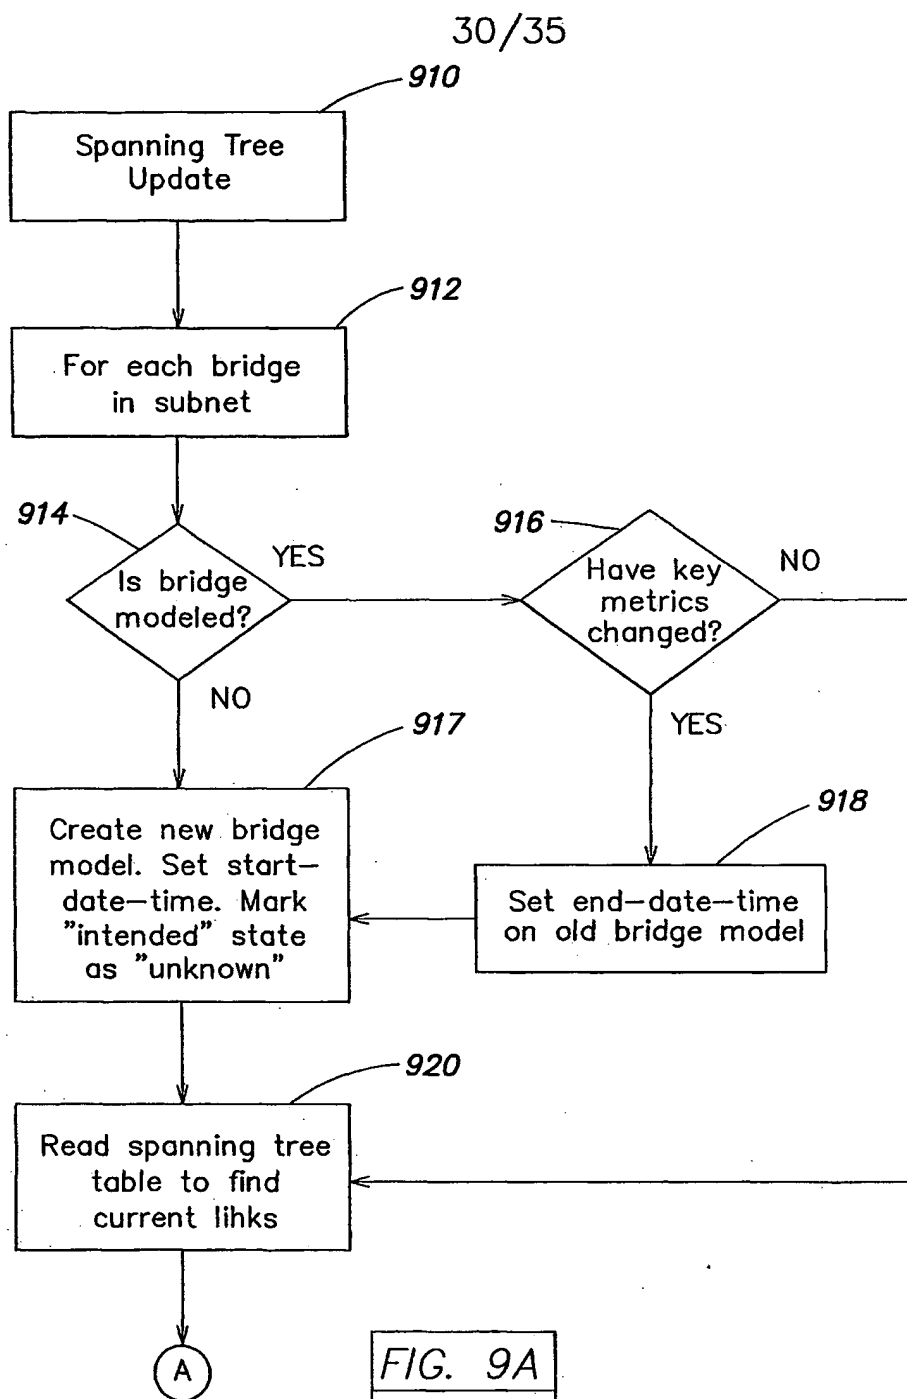 30/35
910
Spanning Tree
Update
912
For each bridge
in subnet
914
Is bridge
modeled?
YES
NO
916
Have key
metrics
changed?
NO
YES
917
Create new bridge
model. Set start-
date-time. Mark
"intended" state
as "unknown"
918
Set end-date-time
on old bridge model
920
Read spanning tree
table to find
current lihks
A
FIG. 9A